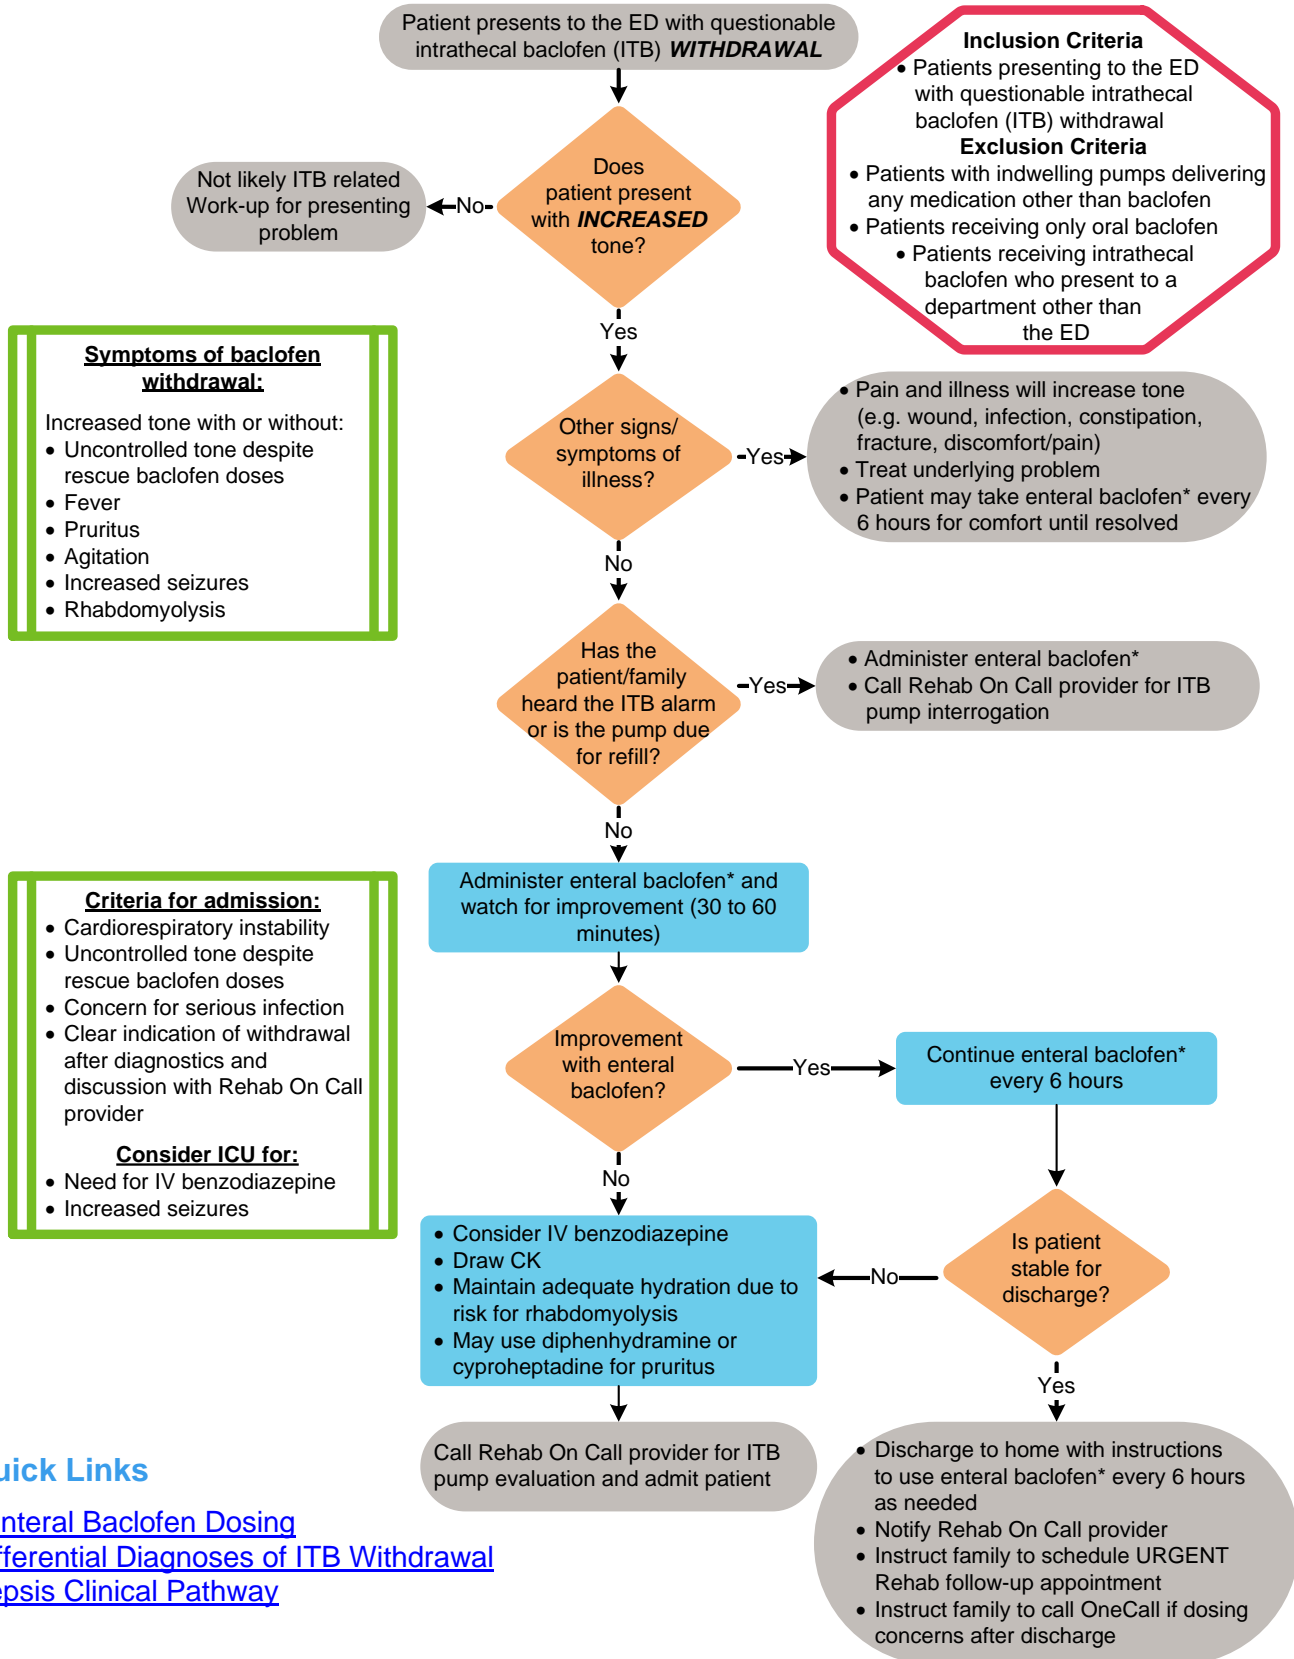 Patient presents to the ED with questionable
intrathecal baclofen (ITB) WITHDRAWAL
Inclusion Criteria
• Patients presenting to the ED
with questionable intrathecal
baclofen (ITB) withdrawal
Exclusion Criteria
• Patients with indwelling pumps delivering
any medication other than baclofen
• Patients receiving only oral baclofen
• Patients receiving intrathecal
baclofen who present to a
department other than
the ED
Does
patient present
with INCREASED
tone?
No
Not likely ITB related
Work-up for presenting
problem
Yes
Symptoms of baclofen
withdrawal:
Increased tone with or without:
• Uncontrolled tone despite
rescue baclofen doses
• Fever
• Pruritus
• Agitation
• Increased seizures
• Rhabdomyolysis
Other signs/
symptoms of
illness?
Yes
• Pain and illness will increase tone
(e.g. wound, infection, constipation,
fracture, discomfort/pain)
• Treat underlying problem
• Patient may take enteral baclofen* every
6 hours for comfort until resolved
No
Has the
patient/family
heard the ITB alarm
or is the pump due
for refill?
Yes
• Administer enteral baclofen*
• Call Rehab On Call provider for ITB
pump interrogation
No
Administer enteral baclofen* and
watch for improvement (30 to 60
minutes)
Criteria for admission:
• Cardiorespiratory instability
• Uncontrolled tone despite
rescue baclofen doses
• Concern for serious infection
• Clear indication of withdrawal
after diagnostics and
discussion with Rehab On Call
provider
Consider ICU for:
• Need for IV benzodiazepine
• Increased seizures
Improvement
with enteral
baclofen?
Yes
Continue enteral baclofen*
every 6 hours
No
• Consider IV benzodiazepine
• Draw CK
• Maintain adequate hydration due to
risk for rhabdomyolysis
• May use diphenhydramine or
cyproheptadine for pruritus
Is patient
stable for
discharge?
No
Yes
Call Rehab On Call provider for ITB
pump evaluation and admit patient
• Discharge to home with instructions
to use enteral baclofen* every 6 hours
as needed
• Notify Rehab On Call provider
• Instruct family to schedule URGENT
Rehab follow-up appointment
• Instruct family to call OneCall if dosing
concerns after discharge
uick Links
nteral Baclofen Dosing
fferential Diagnoses of ITB Withdrawal
epsis Clinical Pathway